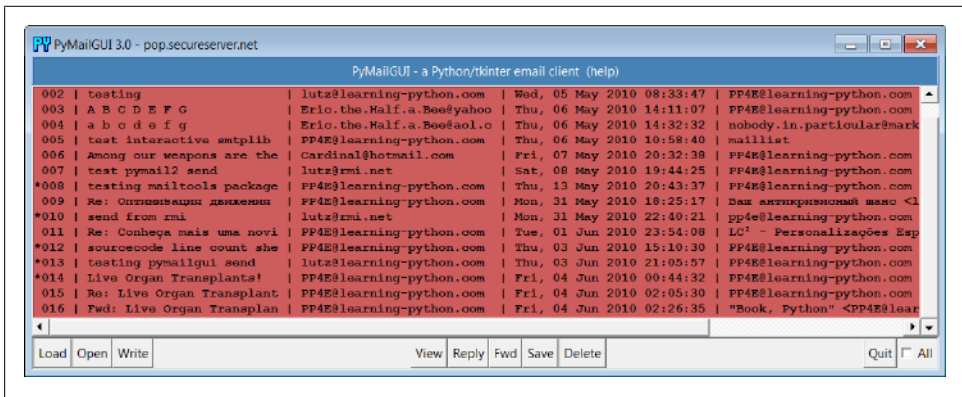 PY PyMailGUI 3.0 - pop.secureserver.net
PyMailGUI - a Python/tkinter email client (help)
002 | testing | lutz@learning-python.com | Wed, 05 May 2010 08:33:47 | PP4E@learning-python.com
003 | A B C D E F G | Eric.the.Half.a.Bee@yahoo | Thu, 06 May 2010 14:11:07 | PP4E@learning-python.com
004 | a b c d e f g | Eric.the.Half.a.Bee@aol.c | Thu, 06 May 2010 14:32:32 | nobody.in.particular@mark
005 | test interactive smtplib | PP4E@learning-python.com | Thu, 06 May 2010 10:58:40 | maillist
006 | Among our weapons are the | Cardinal@hotmail.com | Fri, 07 May 2010 20:32:38 | PP4E@learning-python.com
007 | test pymail2 send | lutz@rmi.net | Sat, 08 May 2010 19:44:25 | PP4E@learning-python.com
*008 | testing mailtools package | PP4E@learning-python.com | Thu, 13 May 2010 20:43:37 | PP4E@learning-python.com
009 | Re: Оптимивация движения | PP4E@learning-python.com | Mon, 31 May 2010 18:25:17 | Ваш антикризисный шанс <l
*010 | send from rmi | lutz@rmi.net | Mon, 31 May 2010 22:40:21 | pp4e@learning-python.com
011 | Re: Conheça mais uma novi | PP4E@learning-python.com | Tue, 01 Jun 2010 23:54:08 | LC² - Personalizações Esp
*012 | sourcecode line count she | PP4E@learning-python.com | Thu, 03 Jun 2010 15:10:30 | PP4E@learning-python.com
*013 | testing pymailgui send | lutz@learning-python.com | Thu, 03 Jun 2010 21:05:57 | PP4E@learning-python.com
*014 | Live Organ Transplants! | PP4E@learning-python.com | Fri, 04 Jun 2010 00:44:32 | PP4E@learning-python.com
015 | Re: Live Organ Transplant | PP4E@learning-python.com | Fri, 04 Jun 2010 02:05:30 | PP4E@learning-python.com
016 | Fwd: Live Organ Transplan | PP4E@learning-python.com | Fri, 04 Jun 2010 02:26:35 | "Book, Python" <PP4E@lear
Load Open Write View Reply Fwd Save Delete Quit All